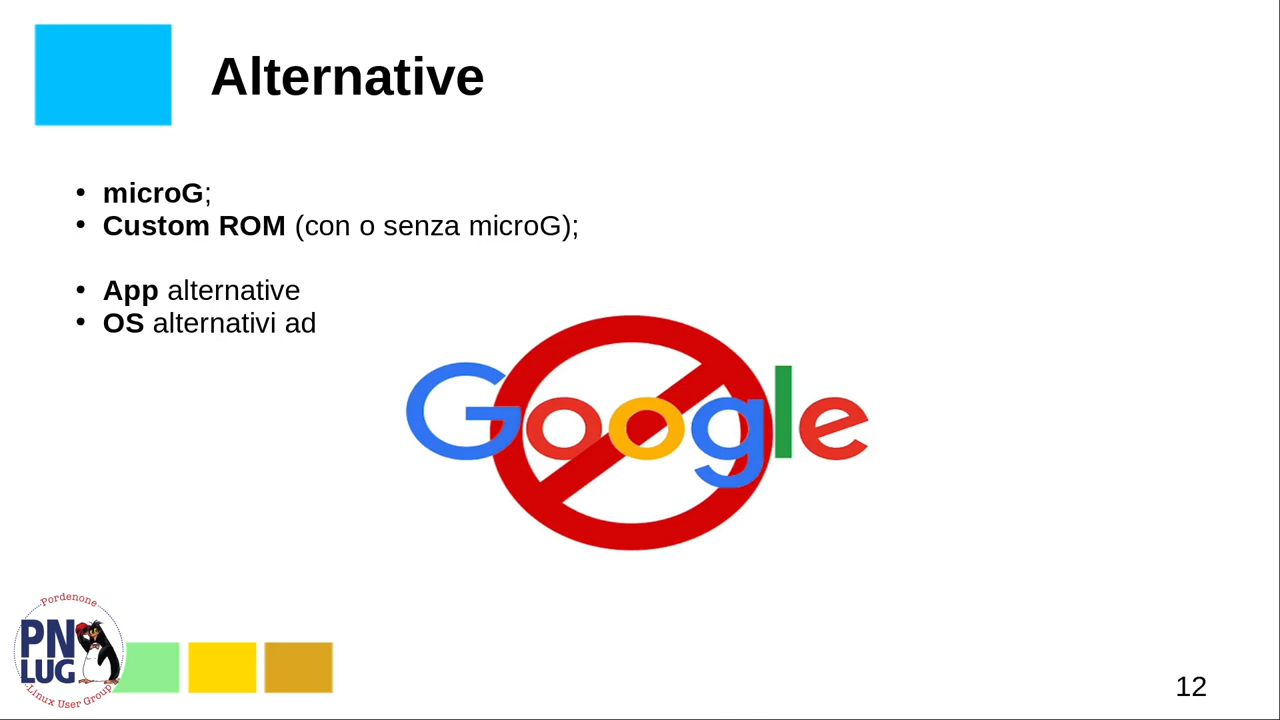 Alternative
• microG;
• Custom ROM (con o senza microG);
• App alternative
• OS alternativi ad
Google
Pordenone
PN
LUG
Linux User Group
12